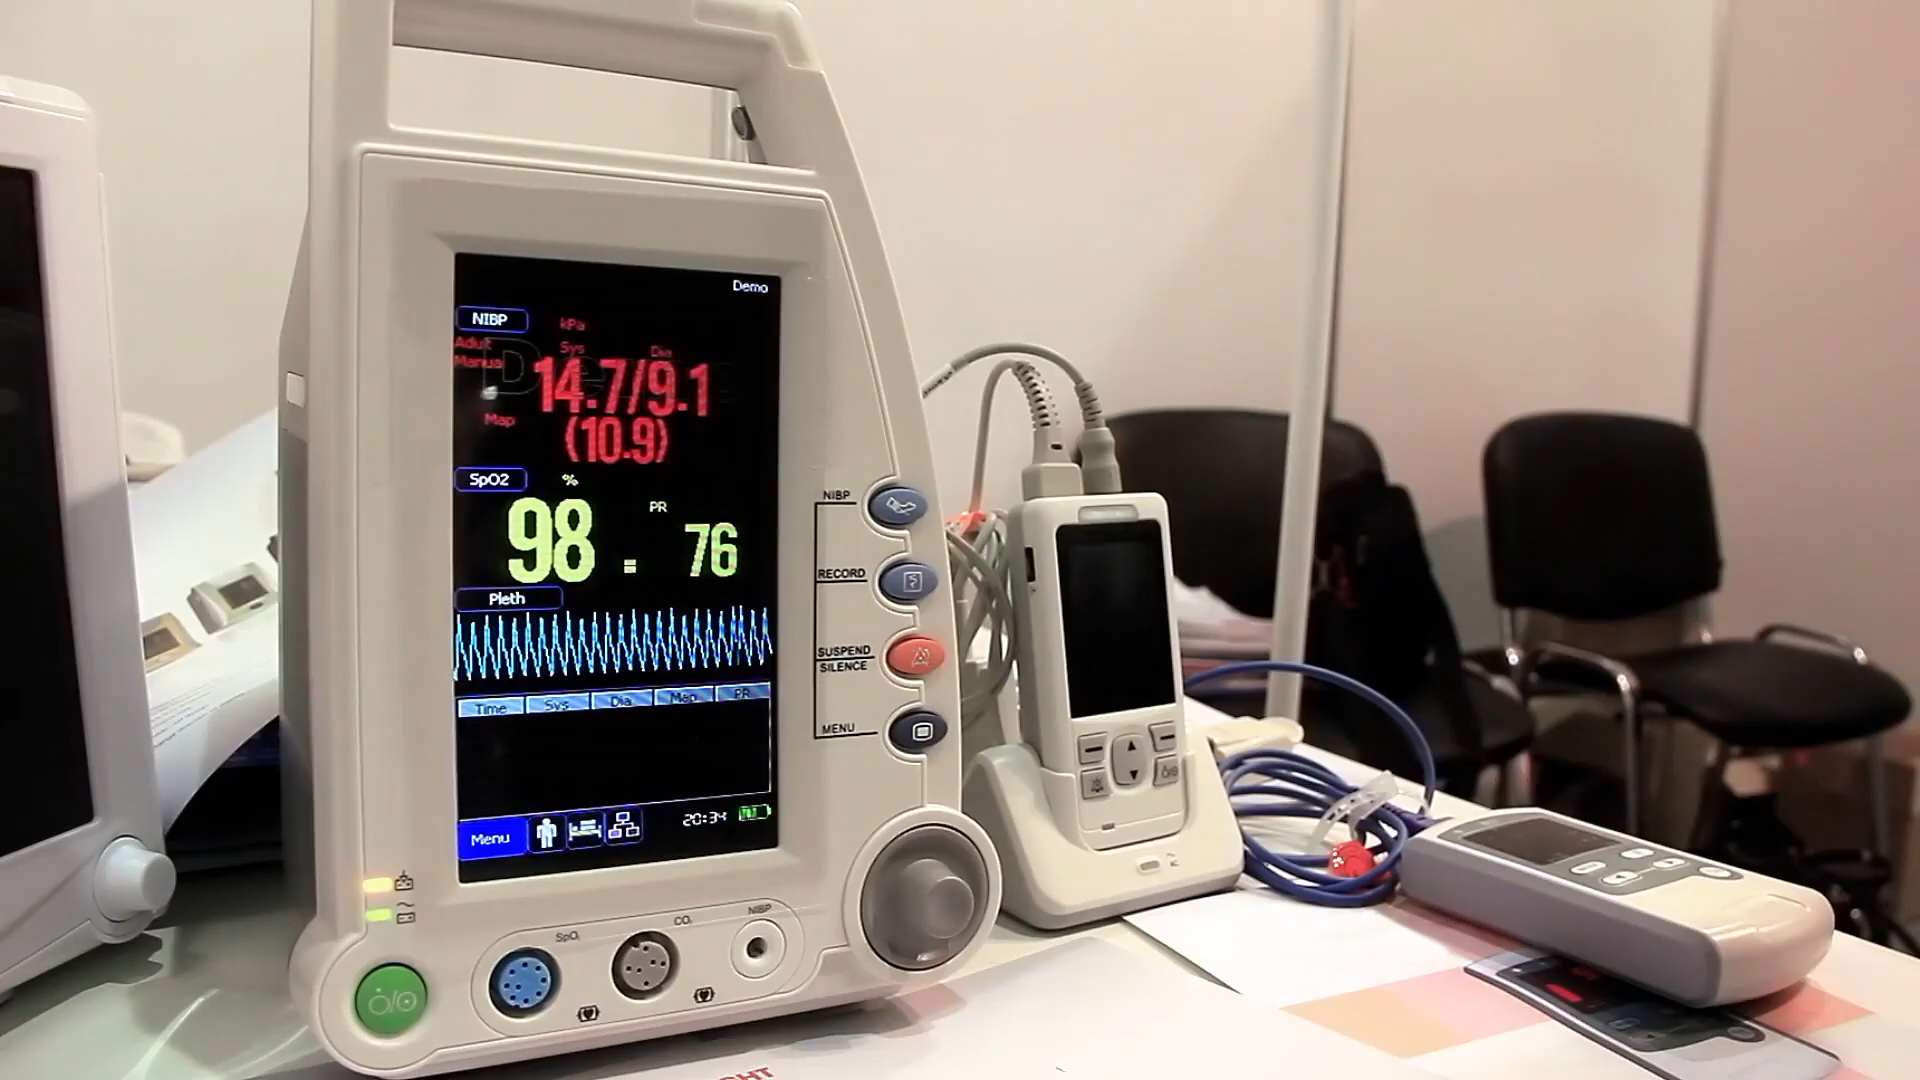 Demo
NIBP
kPa
Adult
Sys
Dia
Manual
14.7/9.1
Map
(10.9)
SpO2
%
98
PR
76
Pleth
Time
Sys
Dia
Map
PR
Menu
20:34
NIBP
RECORD
SUSPEND
SILENCE
MENU
SpO₂
CO₂
NIBP